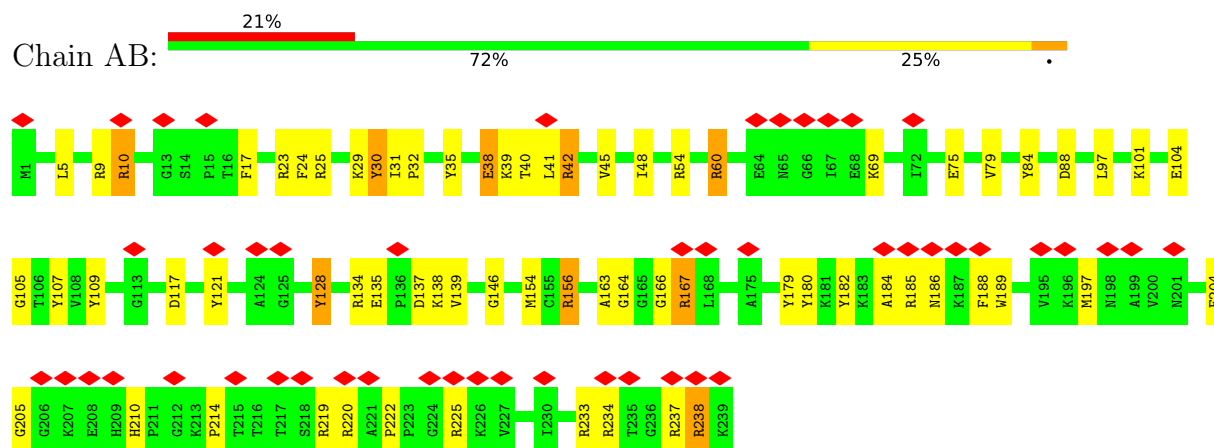 21%
Chain AB:
72% 25% •
M1 L5 R9 R10 G13 S14 P15 T16 F17 R23 F24 R25 K29 Y30 I31 P32 Y35 E38 K39 T40 L41 R42 V45 I48 R54 R60 E64 N65 G66 I67 E68 K69 I72 E75 V79 Y84 D88 L97 K101 E104
G105 T106 Y107 V108 Y109 G113 D117 Y121 A124 G125 Y128 R134 E135 P136 D137 K138 V139 G146 M154 C155 R156 A163 G164 G165 G166 R167 L168 A175 Y179 Y180 K181 Y182 K183 A184 R185 N186 K187 F188 W189 V195 K196 M197 N198 A199 V200 N201
G205 G206 K207 E208 H209 H210 P211 G212 K213 P214 T215 T216 T217 S218 R219 R220 A221 P222 P223 G224 R225 K226 V227 I230 R233 R234 T235 G236 R237 R238 K239